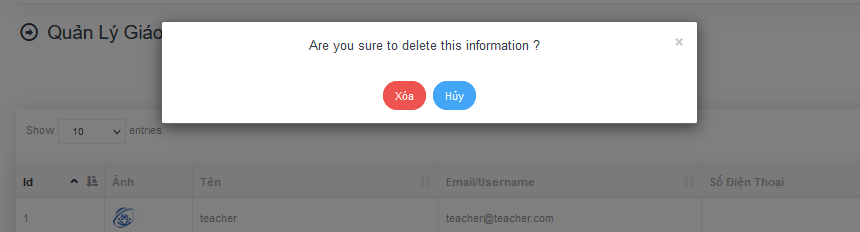 Quản Lý Giáo
Are you sure to delete this information ?
×
Xóa Hủy
Show 10 entries
Id Ảnh Tên Email/Username Số Điện Thoại
1 teacher teacher@teacher.com